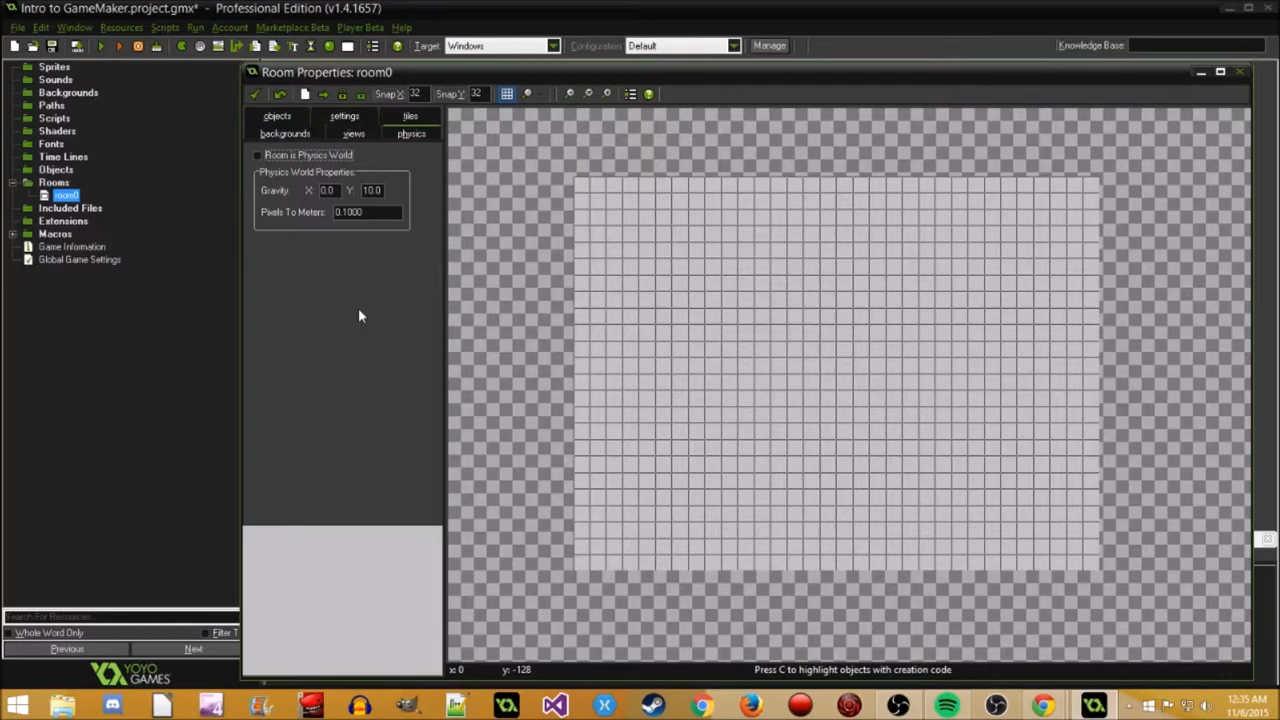 Intro to GameMaker.project.gmx* - Professional Edition (v1.4.1657)
File Edit Window Resources Scripts Run Account Marketplace Beta Player Beta Help
Target: Windows Configuration: Default Manage Knowledge Base:
Sprites
Sounds
Backgrounds
Paths
Scripts
Shaders
Fonts
Time Lines
Objects
Rooms
room0
Included Files
Extensions
Macros
Game Information
Global Game Settings
Search For Resources...
Whole Word Only Filter T
Previous Next
YOYO
GAMES
Room Properties: room0
Snap X: 32 Snap Y: 32
objects settings tiles
backgrounds views physics
Room is Physics World
Physics World Properties:
Gravity: X: 0.0 Y: 10.0
Pixels To Meters: 0.1000
x: 0 y: -128 Press C to highlight objects with creation code
12:35 AM
11/6/2015